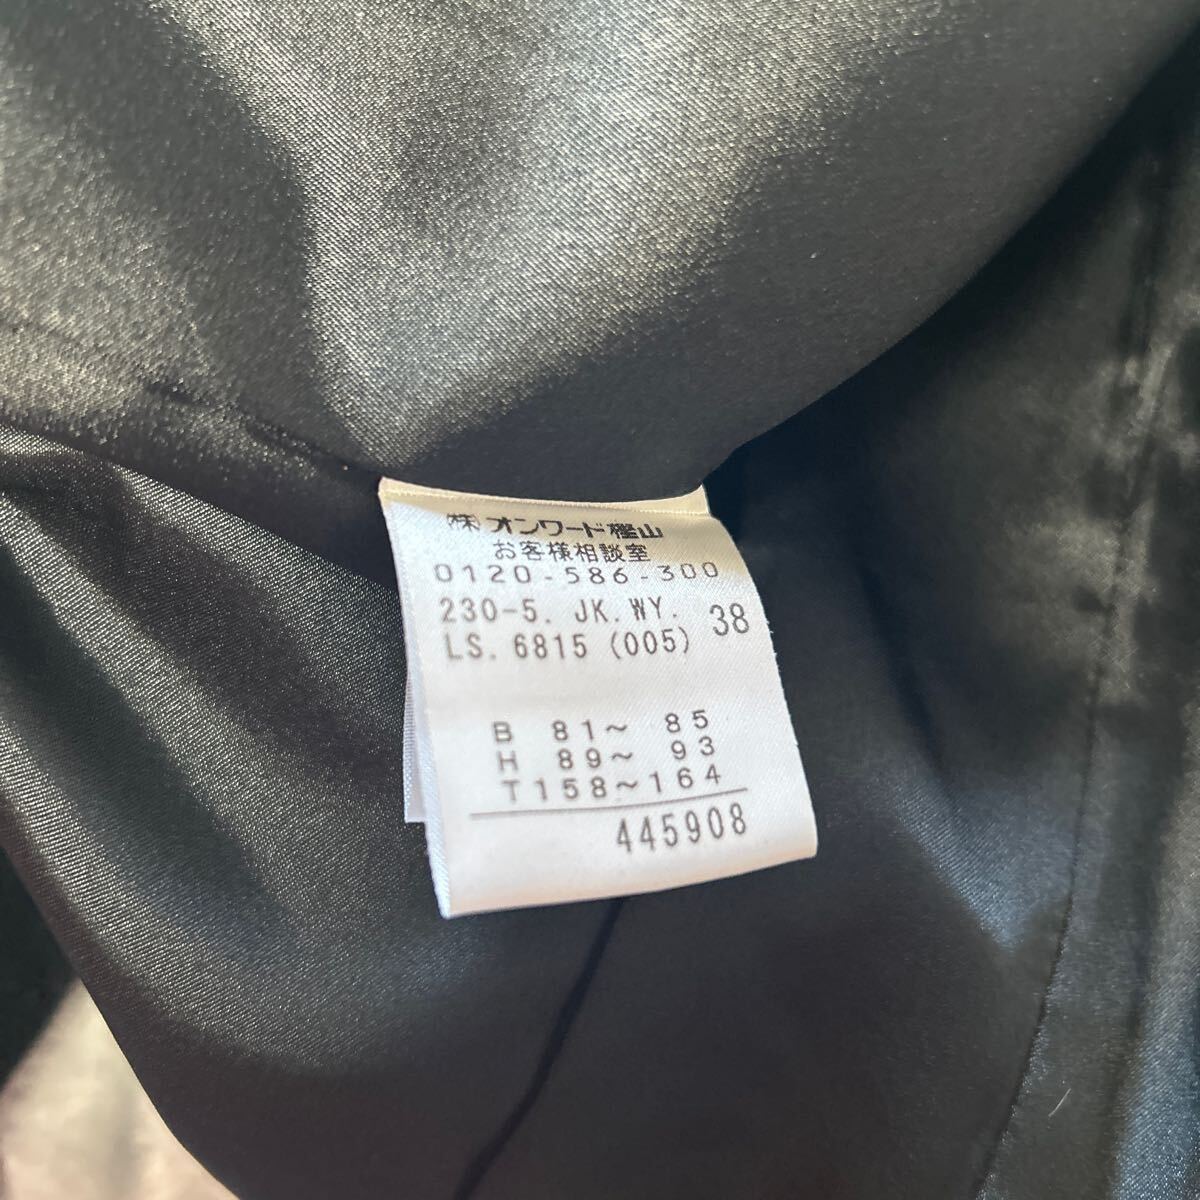 ㈱オンワード樫山
お客様相談室
0120-586-300
230-5. JK. WY. 38
LS. 6815 (005)
B 81～ 85
H 89～ 93
T158～164
445908